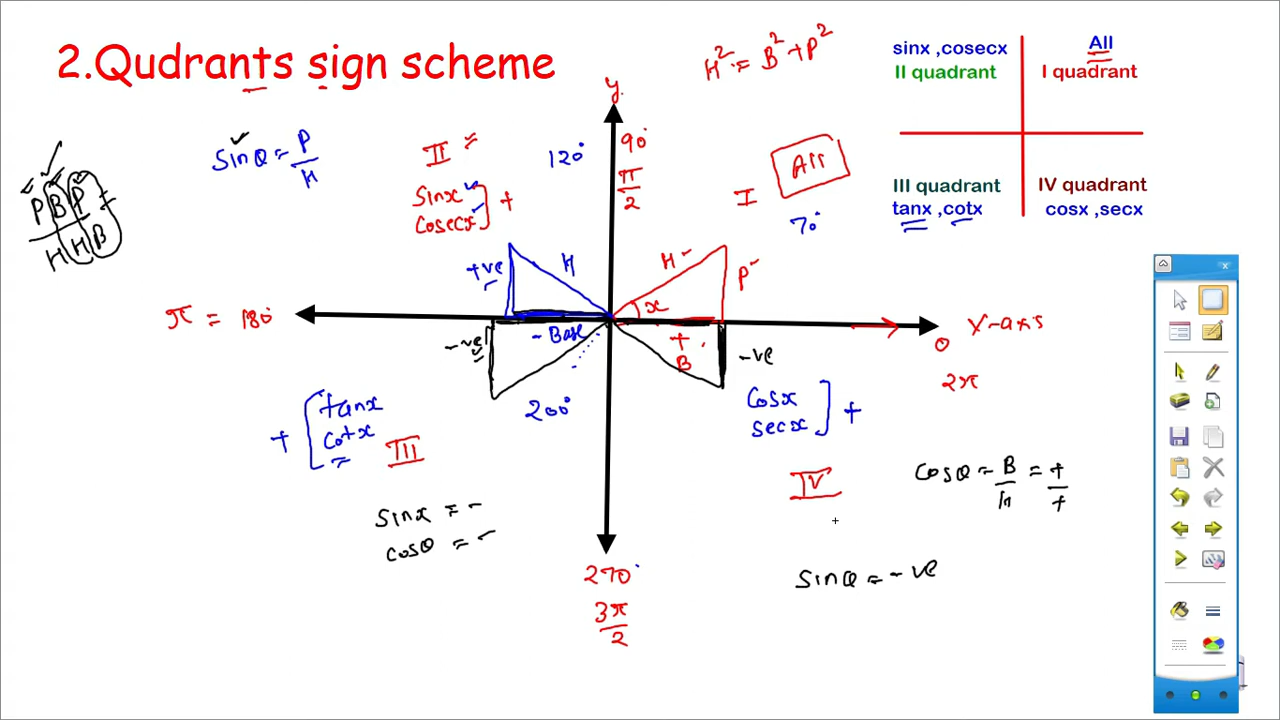 2.Qudrants sign scheme
H² = B² + P²
sinx ,cosecx
II quadrant
All
I quadrant
III quadrant
tanx ,cotx
IV quadrant
cosx ,secx
Sinθ = P/H
P B P
H H B
II
Sinx
Cosecx ] +
120°
y
90°
π/2
I
All
70°
+ve
H
H
P
x
π = 180°
-ve
- Base
+
B
-ve
X-axis
0
2π
+ [ tanx
cotx
III
200°
Cosx
secx ] +
IV
Cosθ = B/h = +/+
sinx = -
cosθ = -
270°
3π/2
Sinθ = -ve